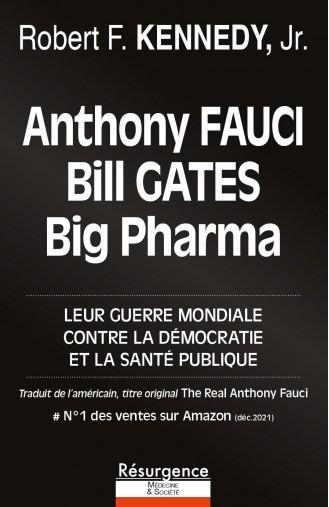 Robert F. KENNEDY, Jr.
Anthony FAUCI
Bill GATES
Big Pharma
LEUR GUERRE MONDIALE
CONTRE LA DÉMOCRATIE
ET LA SANTÉ PUBLIQUE
Traduit de l'américain, titre original The Real Anthony Fauci
# N°1 des ventes sur Amazon (déc.2021)
Résurgence
MÉDECINE
& SOCIÉTÉ